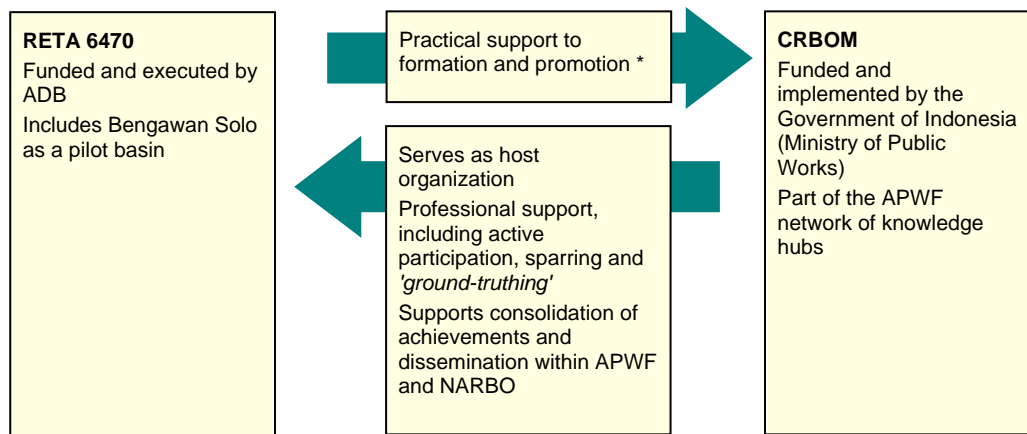 RETA 6470
Funded and executed by
ADB
Includes Bengawan Solo
as a pilot basin
Practical support to
formation and promotion *
Serves as host
organization
Professional support,
including active
participation, sparring and
'ground-truthing'
Supports consolidation of
achievements and
dissemination within APWF
and NARBO
CRBOM
Funded and
implemented by the
Government of Indonesia
(Ministry of Public
Works)
Part of the APWF
network of knowledge
hubs